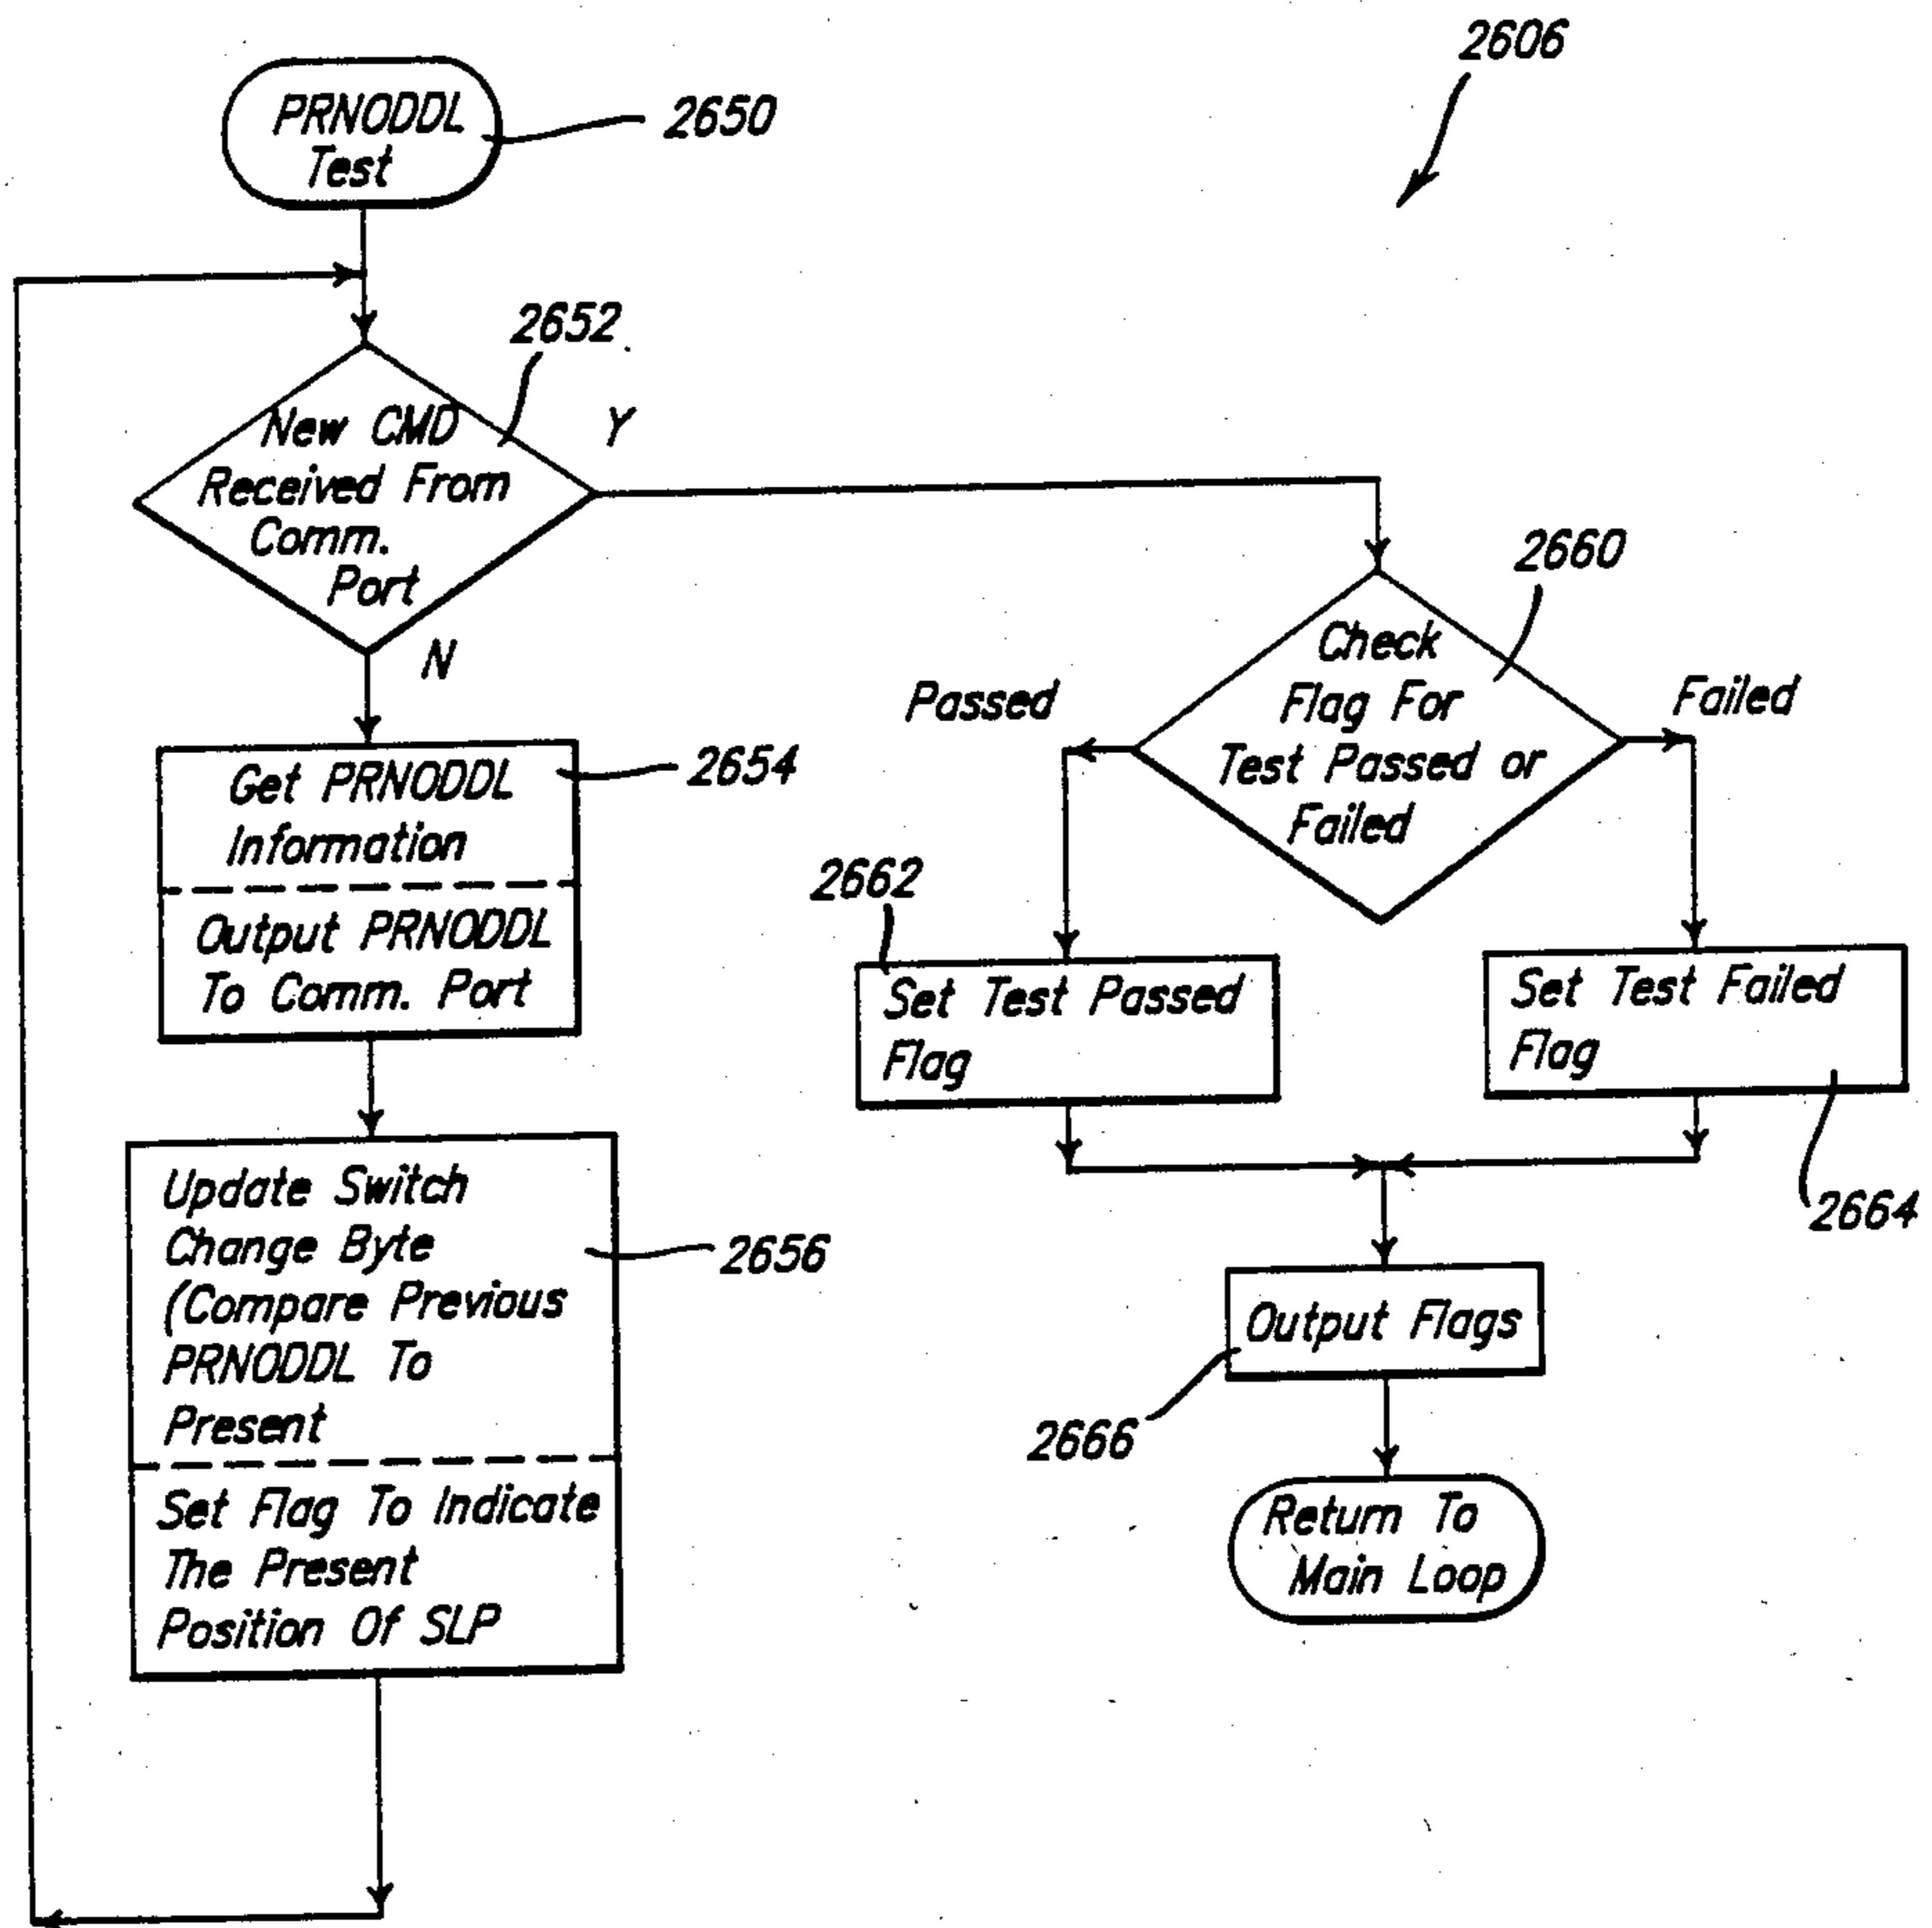 2606
PRNODDL
Test
2650
2652
New CMD
Received From
Comm.
Port
Y
N
2660
Check
Flag For
Test Passed or
Failed
Passed
Failed
Get PRNODDL
Information
2654
Output PRNODDL
To Comm. Port
2662
Set Test Passed
Flag
Set Test Failed
Flag
2664
Update Switch
Change Byte
(Compare Previous
PRNODDL To
Present
2656
Set Flag To Indicate
The Present
Position Of SLP
Output Flags
2666
Return To
Main Loop